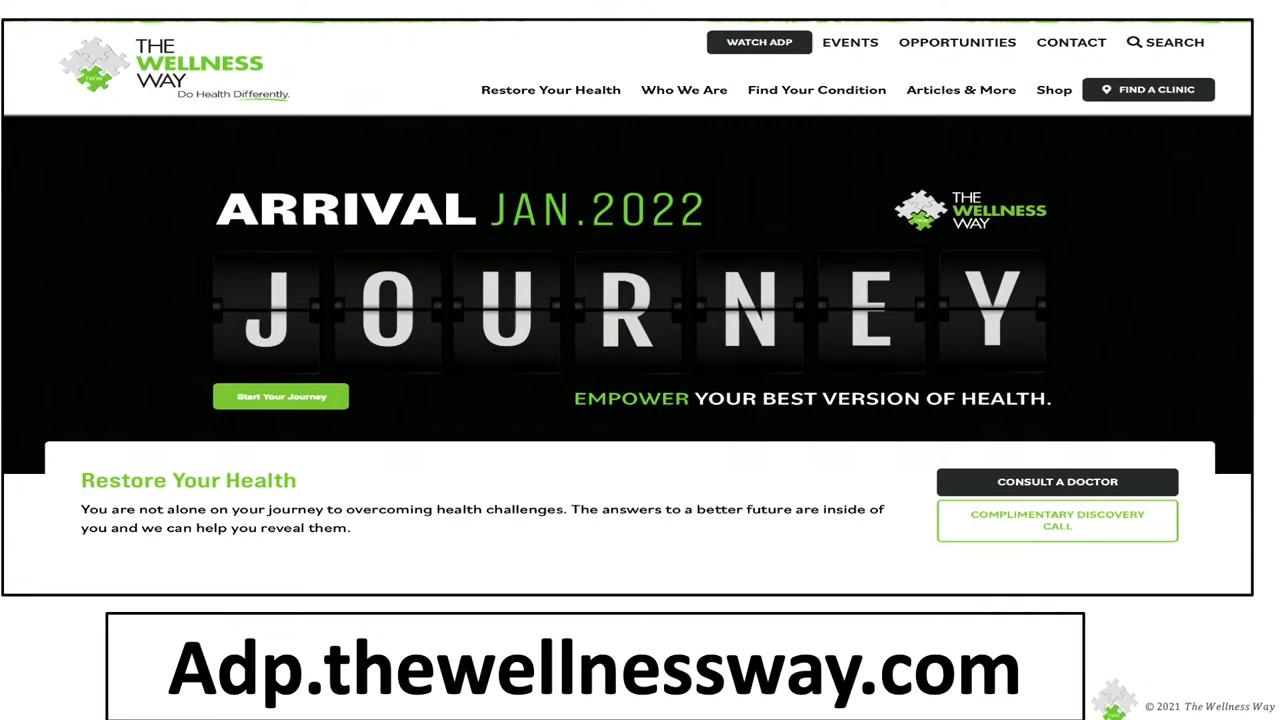 THE
WELLNESS
WAY
Do Health Differently.
TWW
WATCH ADP EVENTS OPPORTUNITIES CONTACT SEARCH
Restore Your Health Who We Are Find Your Condition Articles & More Shop FIND A CLINIC
ARRIVAL JAN.2022
THE
WELLNESS
WAY
JOURNEY
Start Your Journey
EMPOWER YOUR BEST VERSION OF HEALTH.
Restore Your Health
You are not alone on your journey to overcoming health challenges. The answers to a better future are inside of
you and we can help you reveal them.
CONSULT A DOCTOR
COMPLIMENTARY DISCOVERY
CALL
Adp.thewellnessway.com
© 2021 The Wellness Way